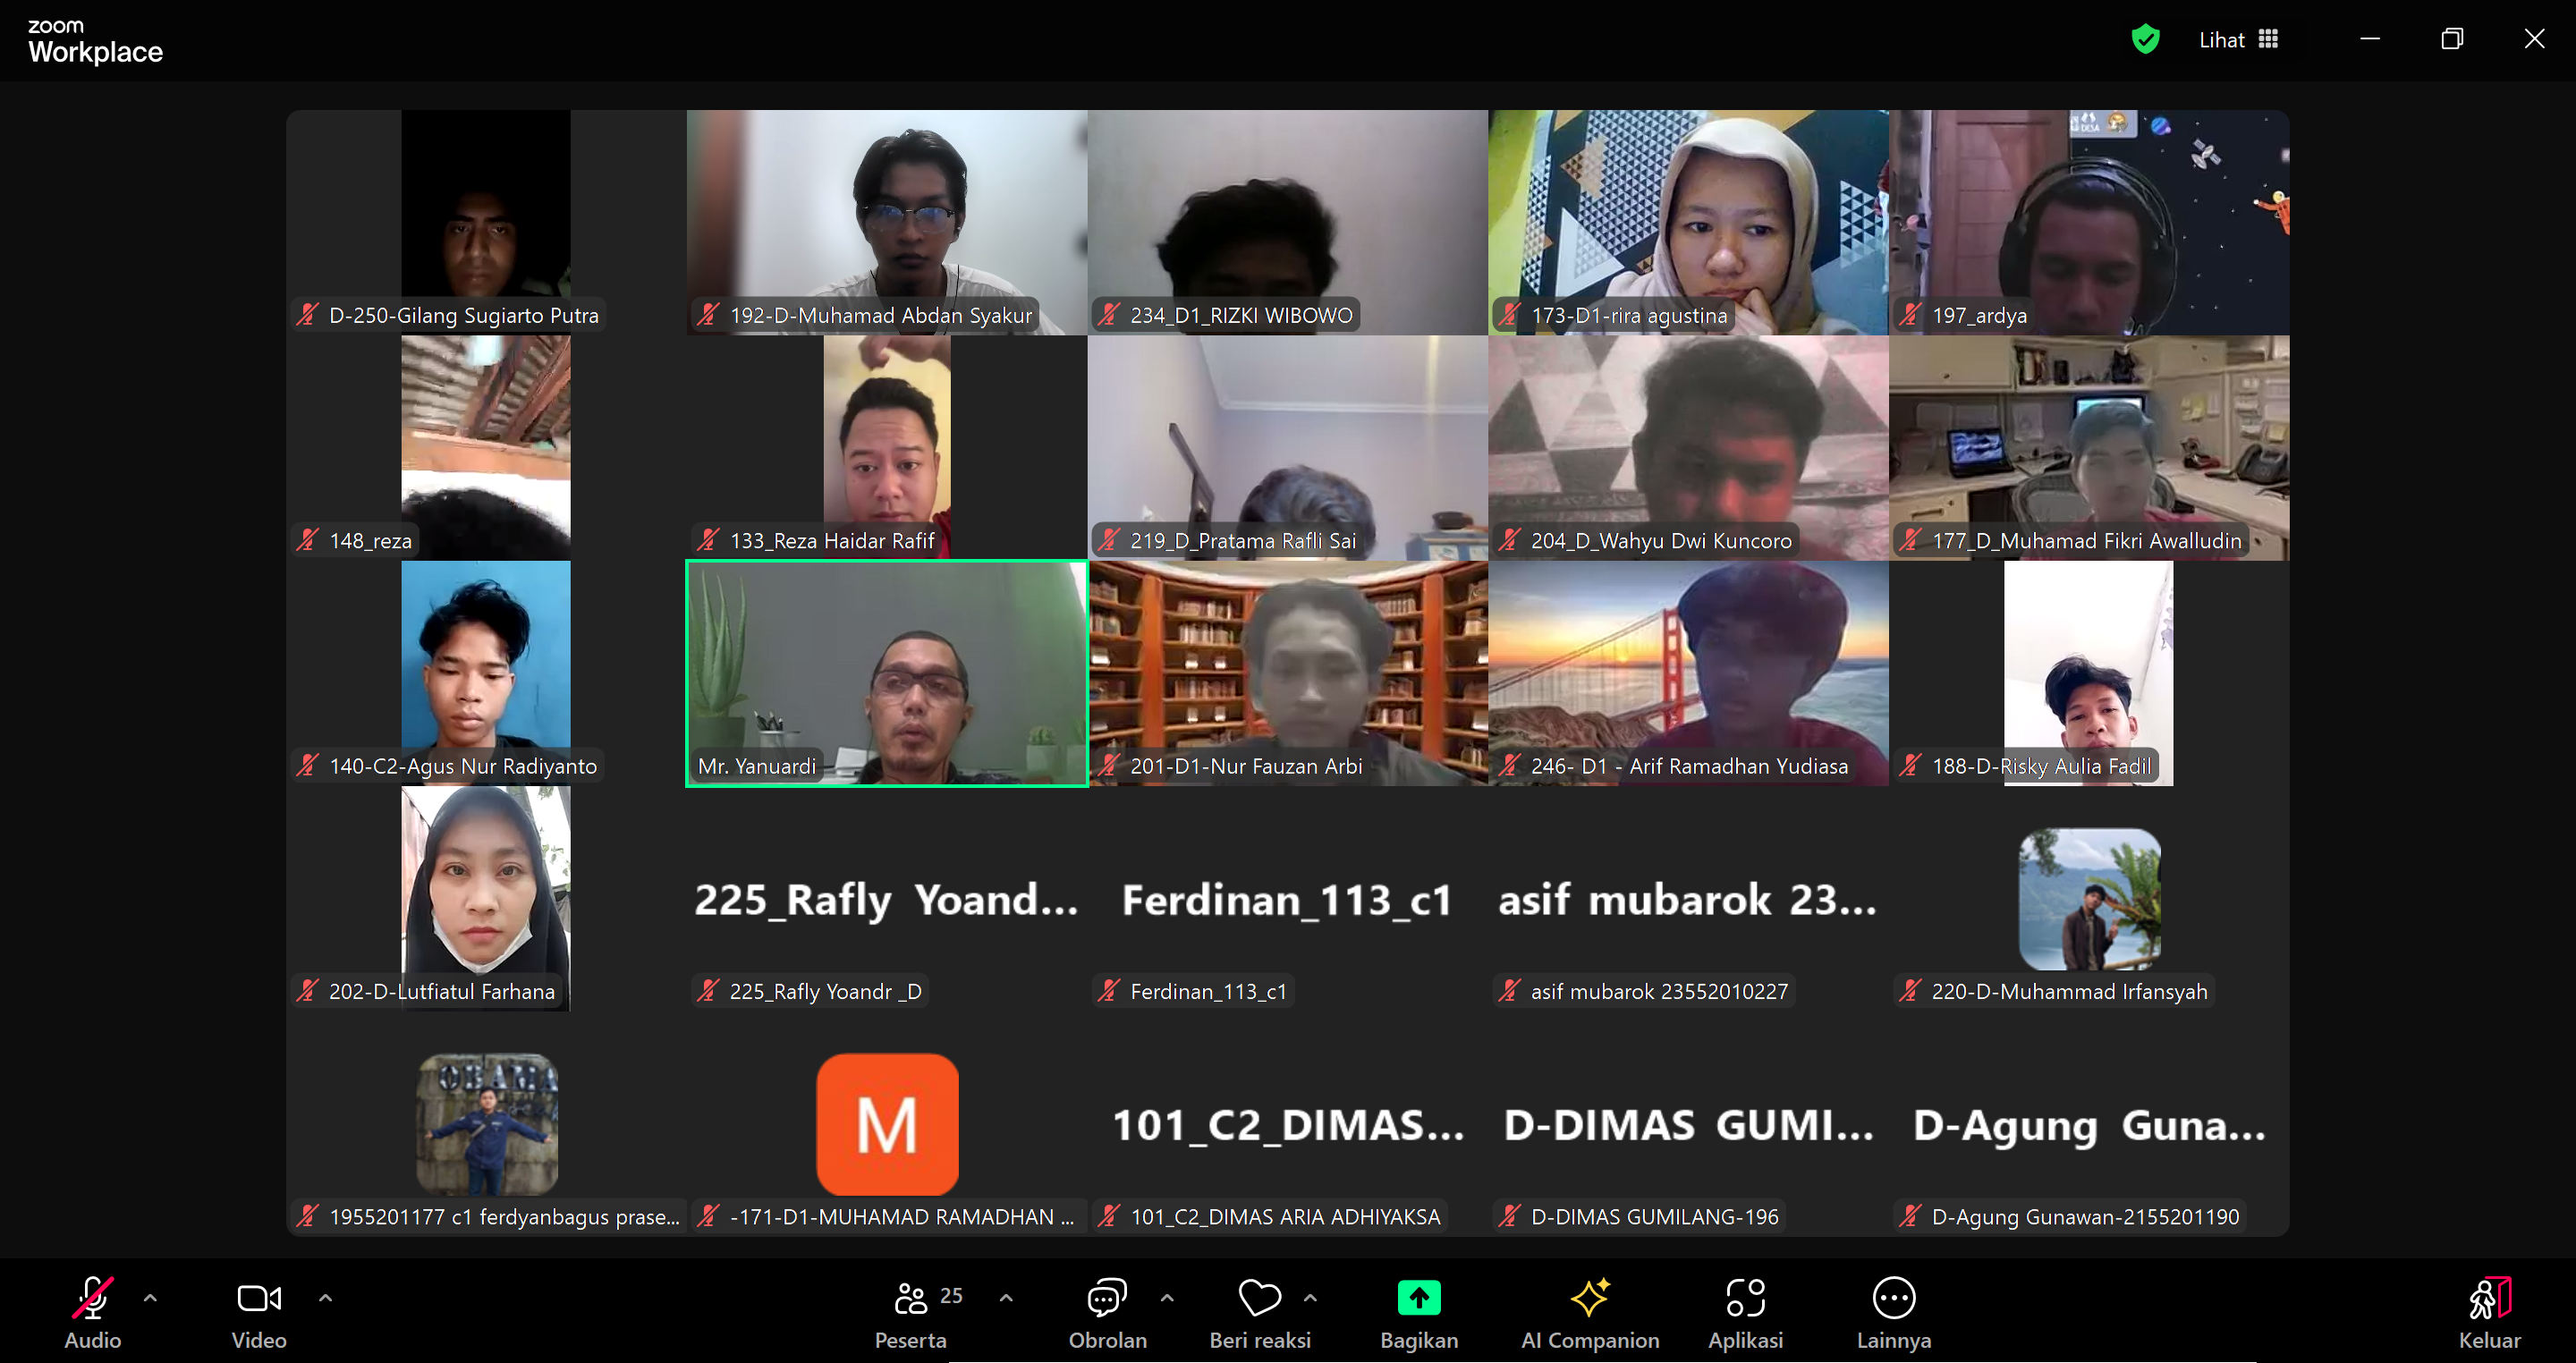 zoom
Workplace
Lihat
D-250-Gilang Sugiarto Putra
192-D-Muhamad Abdan Syakur
234_D1_RIZKI WIBOWO
173-D1-rira agustina
197_ardya
148_reza
133_Reza Haidar Rafif
219_D_Pratama Rafli Sai
204_D_Wahyu Dwi Kuncoro
177_D_Muhamad Fikri Awalludin
140-C2-Agus Nur Radiyanto
Mr. Yanuardi
201-D1-Nur Fauzan Arbi
246- D1 - Arif Ramadhan Yudiasa
188-D-Risky Aulia Fadil
202-D-Lutfiatul Farhana
225_Rafly Yoand...
225_Rafly Yoandr _D
Ferdinan_113_c1
Ferdinan_113_c1
asif mubarok 23...
asif mubarok 23552010227
220-D-Muhammad Irfansyah
1955201177 c1 ferdyanbagus prase...
M
-171-D1-MUHAMAD RAMADHAN ...
101_C2_DIMAS...
101_C2_DIMAS ARIA ADHIYAKSA
D-DIMAS GUMI...
D-DIMAS GUMILANG-196
D-Agung Guna...
D-Agung Gunawan-2155201190
Audio
Video
25
Peserta
Obrolan
Beri reaksi
Bagikan
AI Companion
Aplikasi
Lainnya
Keluar